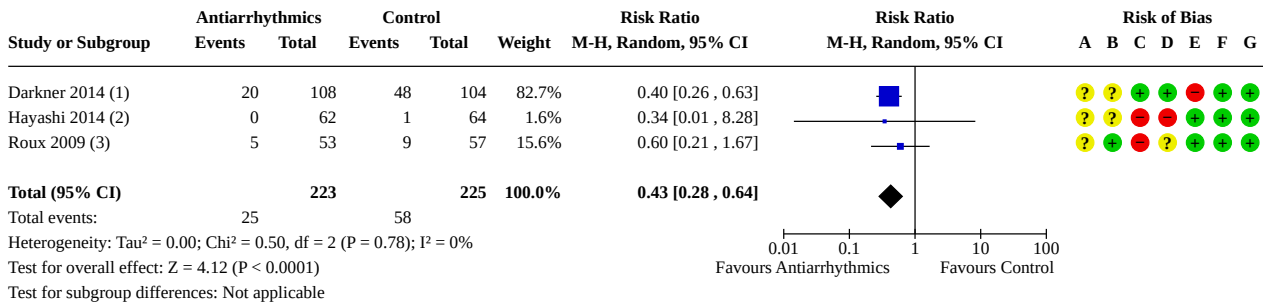 Antiarrhythmics Control Risk Ratio Risk Ratio Risk of Bias
Study or Subgroup Events Total Events Total Weight M-H, Random, 95% CI M-H, Random, 95% CI A B C D E F G
Darkner 2014 (1) 20 108 48 104 82.7% 0.40 [0.26 , 0.63] ? ? + + − + +
Hayashi 2014 (2) 0 62 1 64 1.6% 0.34 [0.01 , 8.28] ? ? − − + + +
Roux 2009 (3) 5 53 9 57 15.6% 0.60 [0.21 , 1.67] ? + − ? + + +
Total (95% CI) 223 225 100.0% 0.43 [0.28 , 0.64]
Total events: 25 58
Heterogeneity: Tau² = 0.00; Chi² = 0.50, df = 2 (P = 0.78); I² = 0% 0.01 0.1 1 10 100
Test for overall effect: Z = 4.12 (P < 0.0001) Favours Antiarrhythmics Favours Control
Test for subgroup differences: Not applicable